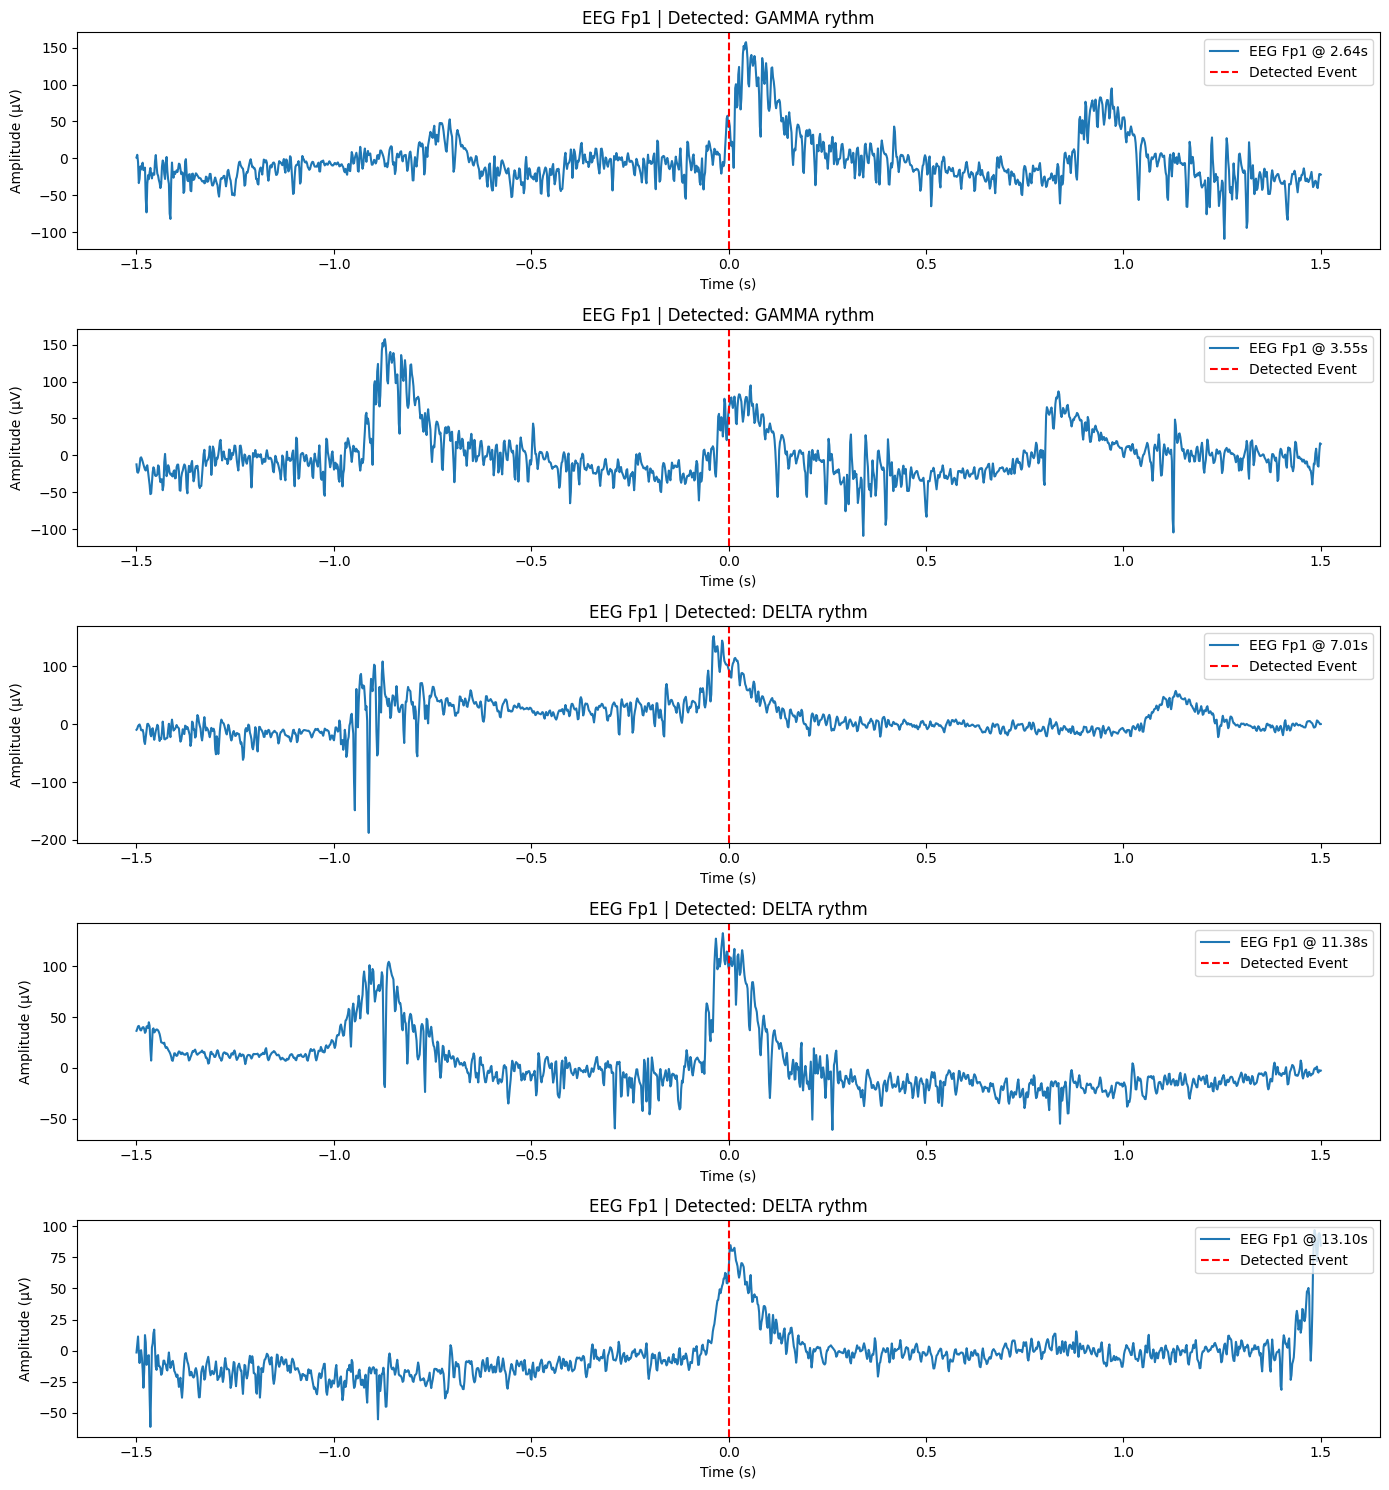 EEG Fp1 | Detected: GAMMA rythm
Amplitude (µV)
150
100
50
0
−50
−100
EEG Fp1 @ 2.64s
Detected Event
−1.5 −1.0 −0.5 0.0 0.5 1.0 1.5
Time (s)
EEG Fp1 | Detected: GAMMA rythm
Amplitude (µV)
150
100
50
0
−50
−100
EEG Fp1 @ 3.55s
Detected Event
−1.5 −1.0 −0.5 0.0 0.5 1.0 1.5
Time (s)
EEG Fp1 | Detected: DELTA rythm
Amplitude (µV)
100
0
−100
−200
EEG Fp1 @ 7.01s
Detected Event
−1.5 −1.0 −0.5 0.0 0.5 1.0 1.5
Time (s)
EEG Fp1 | Detected: DELTA rythm
Amplitude (µV)
100
50
0
−50
EEG Fp1 @ 11.38s
Detected Event
−1.5 −1.0 −0.5 0.0 0.5 1.0 1.5
Time (s)
EEG Fp1 | Detected: DELTA rythm
Amplitude (µV)
100
75
50
25
0
−25
−50
EEG Fp1 @ 13.10s
Detected Event
−1.5 −1.0 −0.5 0.0 0.5 1.0 1.5
Time (s)